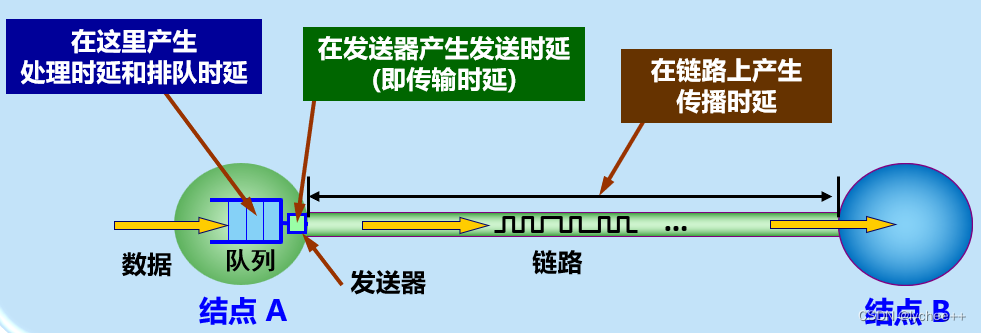 在这里产生
处理时延和排队时延
在发送器产生发送时延
(即传输时延)
在链路上产生
传播时延
...
数据
队列
发送器
链路
结点 A
结点 B
CSDN @lychee++